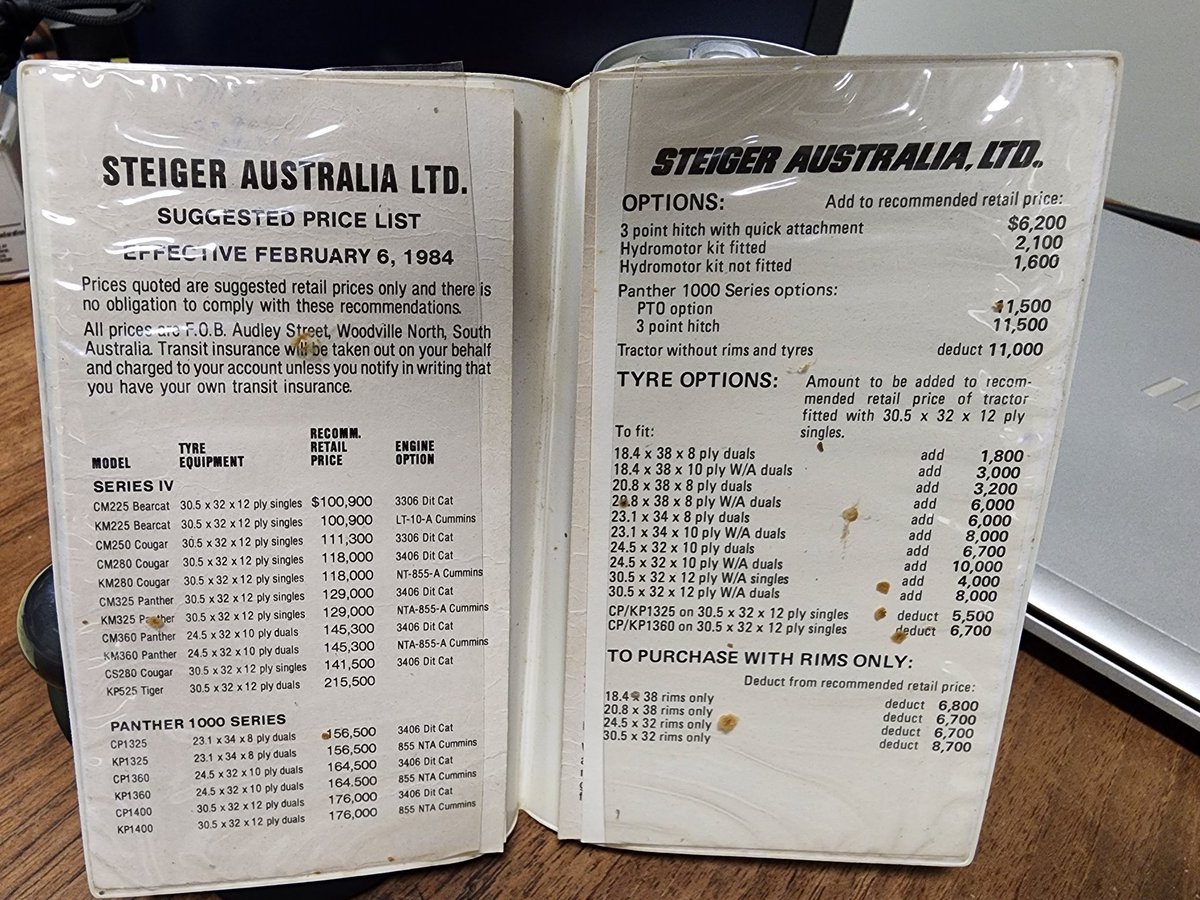 STEIGER AUSTRALIA LTD.
SUGGESTED PRICE LIST
EFFECTIVE FEBRUARY 6, 1984
Prices quoted are suggested retail prices only and there is
no obligation to comply with these recommendations.
All prices are F.O.B. Audley Street, Woodville North, South
Australia. Transit insurance will be taken out on your behalf
and charged to your account unless you notify in writing that
you have your own transit insurance.
MODEL TYRE EQUIPMENT RECOMM. RETAIL PRICE ENGINE OPTION
SERIES IV
CM225 Bearcat 30.5 x 32 x 12 ply singles $100,900 3306 Dit Cat
KM225 Bearcat 30.5 x 32 x 12 ply singles 100,900 LT-10-A Cummins
CM250 Cougar 30.5 x 32 x 12 ply singles 111,300 3306 Dit Cat
CM280 Cougar 30.5 x 32 x 12 ply singles 118,000 3406 Dit Cat
KM280 Cougar 30.5 x 32 x 12 ply singles 118,000 NT-855-A Cummins
CM325 Panther 30.5 x 32 x 12 ply singles 129,000 3406 Dit Cat
KM325 Panther 30.5 x 32 x 12 ply singles 129,000 NTA-855-A Cummins
CM360 Panther 24.5 x 32 x 10 ply duals 145,300 3406 Dit Cat
KM360 Panther 24.5 x 32 x 10 ply duals 145,300 NTA-855-A Cummins
CS280 Cougar 30.5 x 32 x 12 ply singles 141,500 3406 Dit Cat
KP525 Tiger 30.5 x 32 x 12 ply duals 215,500
PANTHER 1000 SERIES
CP1325 23.1 x 34 x 8 ply duals 156,500 3406 Dit Cat
KP1325 23.1 x 34 x 8 ply duals 156,500 855 NTA Cummins
CP1360 24.5 x 32 x 10 ply duals 164,500 3406 Dit Cat
KP1360 24.5 x 32 x 10 ply duals 164.500 855 NTA Cummins
CP1400 30.5 x 32 x 12 ply duals 176,000 3406 Dit Cat
KP1400 30.5 x 32 x 12 ply duals 176,000 855 NTA Cummins
STEIGER AUSTRALIA, LTD.
OPTIONS: Add to recommended retail price:
3 point hitch with quick attachment $6,200
Hydromotor kit fitted 2,100
Hydromotor kit not fitted 1,600
Panther 1000 Series options:
PTO option 11,500
3 point hitch 11,500
Tractor without rims and tyres deduct 11,000
TYRE OPTIONS: Amount to be added to recom-
mended retail price of tractor
fitted with 30.5 x 32 x 12 ply
singles.
To fit:
18.4 x 38 x 8 ply duals add 1,800
18.4 x 38 x 10 ply W/A duals add 3,000
20.8 x 38 x 8 ply duals add 3,200
20.8 x 38 x 8 ply W/A duals add 6,000
23.1 x 34 x 8 ply duals add 6,000
23.1 x 34 x 10 ply W/A duals add 8,000
24.5 x 32 x 10 ply duals add 6,700
24.5 x 32 x 10 ply W/A duals add 10,000
30.5 x 32 x 12 ply W/A singles add 4,000
30.5 x 32 x 12 ply W/A duals add 8,000
CP/KP1325 on 30.5 x 32 x 12 ply singles deduct 5,500
CP/KP1360 on 30.5 x 32 x 12 ply singles deduct 6,700
TO PURCHASE WITH RIMS ONLY:
Deduct from recommended retail price:
18.4 x 38 rims only deduct 6,800
20.8 x 38 rims only deduct 6,700
24.5 x 32 rims only deduct 6,700
30.5 x 32 rims only deduct 8,700